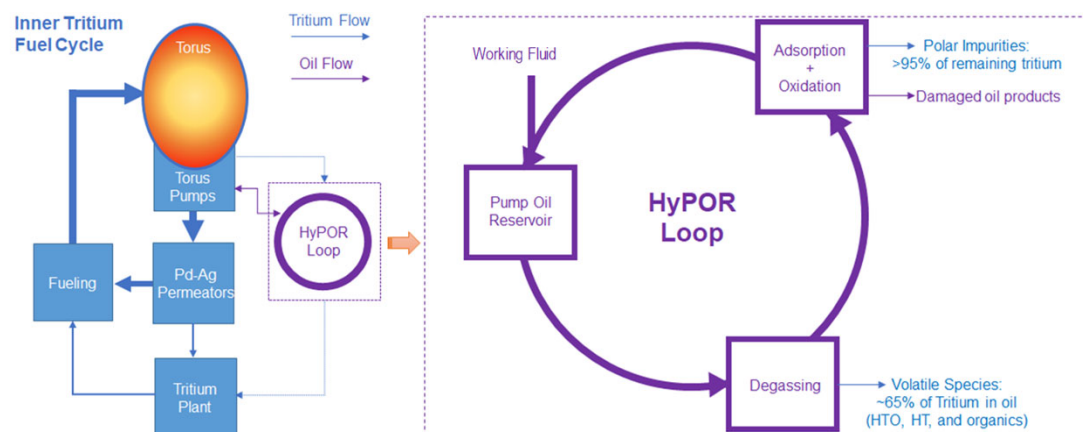 Inner Tritium
Fuel Cycle
Tritium Flow
Oil Flow
Torus
Torus
Pumps
HyPOR
Loop
Fueling
Pd-Ag
Permeators
Tritium
Plant
Working Fluid
Adsorption
+
Oxidation
Polar Impurities:
>95% of remaining tritium
Damaged oil products
Pump Oil
Reservoir
HyPOR
Loop
Degassing
Volatile Species:
~65% of Tritium in oil
(HTO, HT, and organics)